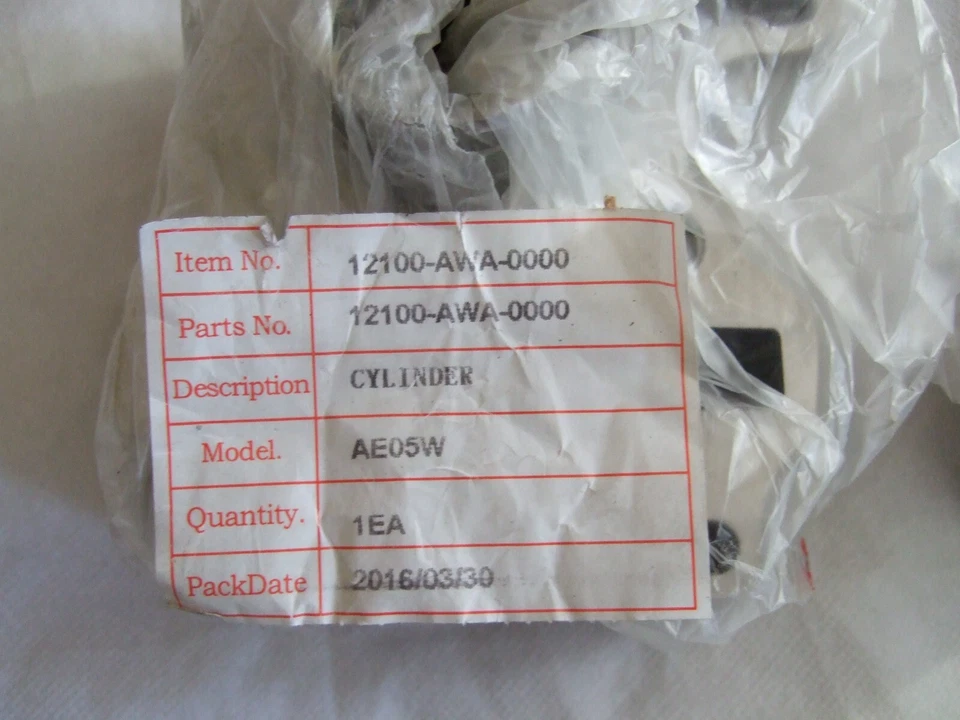 Item No. 12100-AWA-0000
Parts No. 12100-AWA-0000
Description CYLINDER
Model. AE05W
Quantity. 1EA
PackDate 2016/03/30